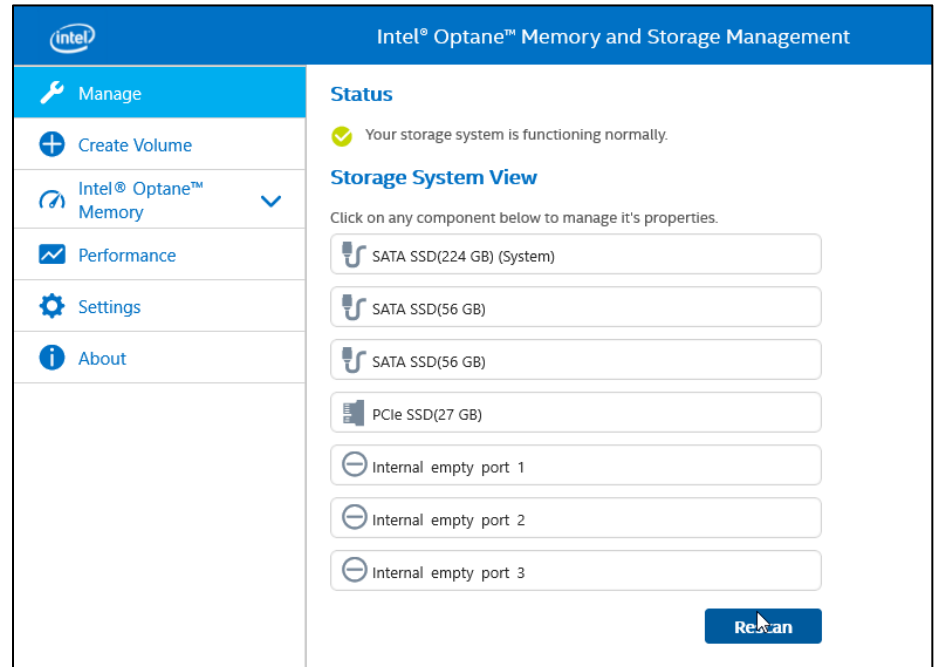 intel
Intel® Optane™ Memory and Storage Management
Manage
Create Volume
Intel® Optane™
Memory
Performance
Settings
About
Status
Your storage system is functioning normally.
Storage System View
Click on any component below to manage it's properties.
SATA SSD(224 GB) (System)
SATA SSD(56 GB)
SATA SSD(56 GB)
PCIe SSD(27 GB)
Internal empty port 1
Internal empty port 2
Internal empty port 3
Rescan